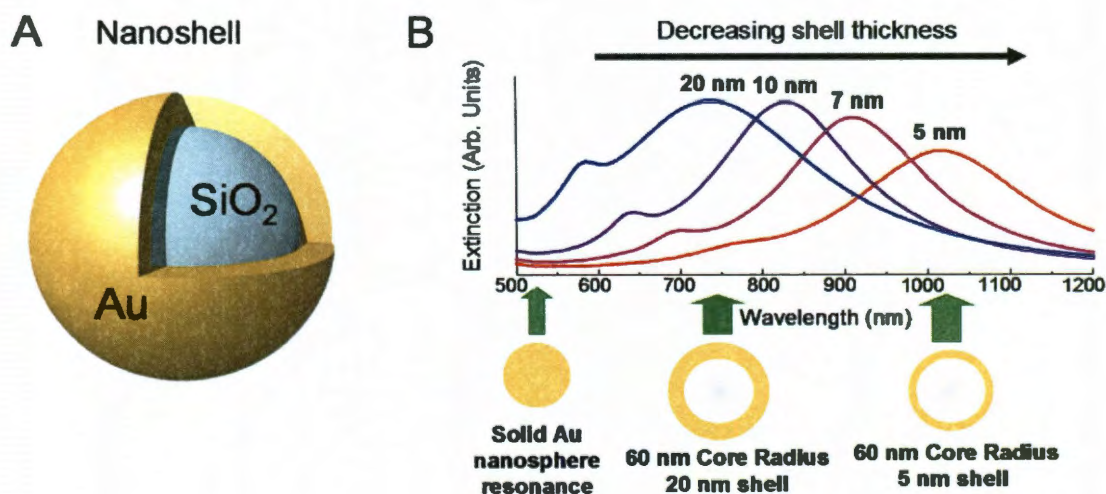 A
Nanoshell
SiO₂
Au
B
Decreasing shell thickness
20 nm
10 nm
7 nm
5 nm
Extinction (Arb. Units)
500
600
700
800
900
1000
1100
1200
Wavelength (nm)
Solid Au
nanosphere
resonance
60 nm Core Radius
20 nm shell
60 nm Core Radius
5 nm shell